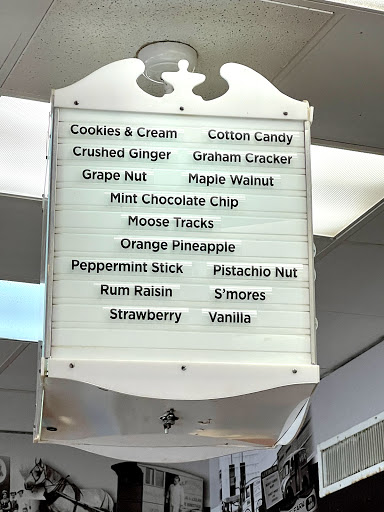 Cookies & Cream Cotton Candy
Crushed Ginger Graham Cracker
Grape Nut Maple Walnut
Mint Chocolate Chip
Moose Tracks
Orange Pineapple
Peppermint Stick Pistachio Nut
Rum Raisin S'mores
Strawberry Vanilla